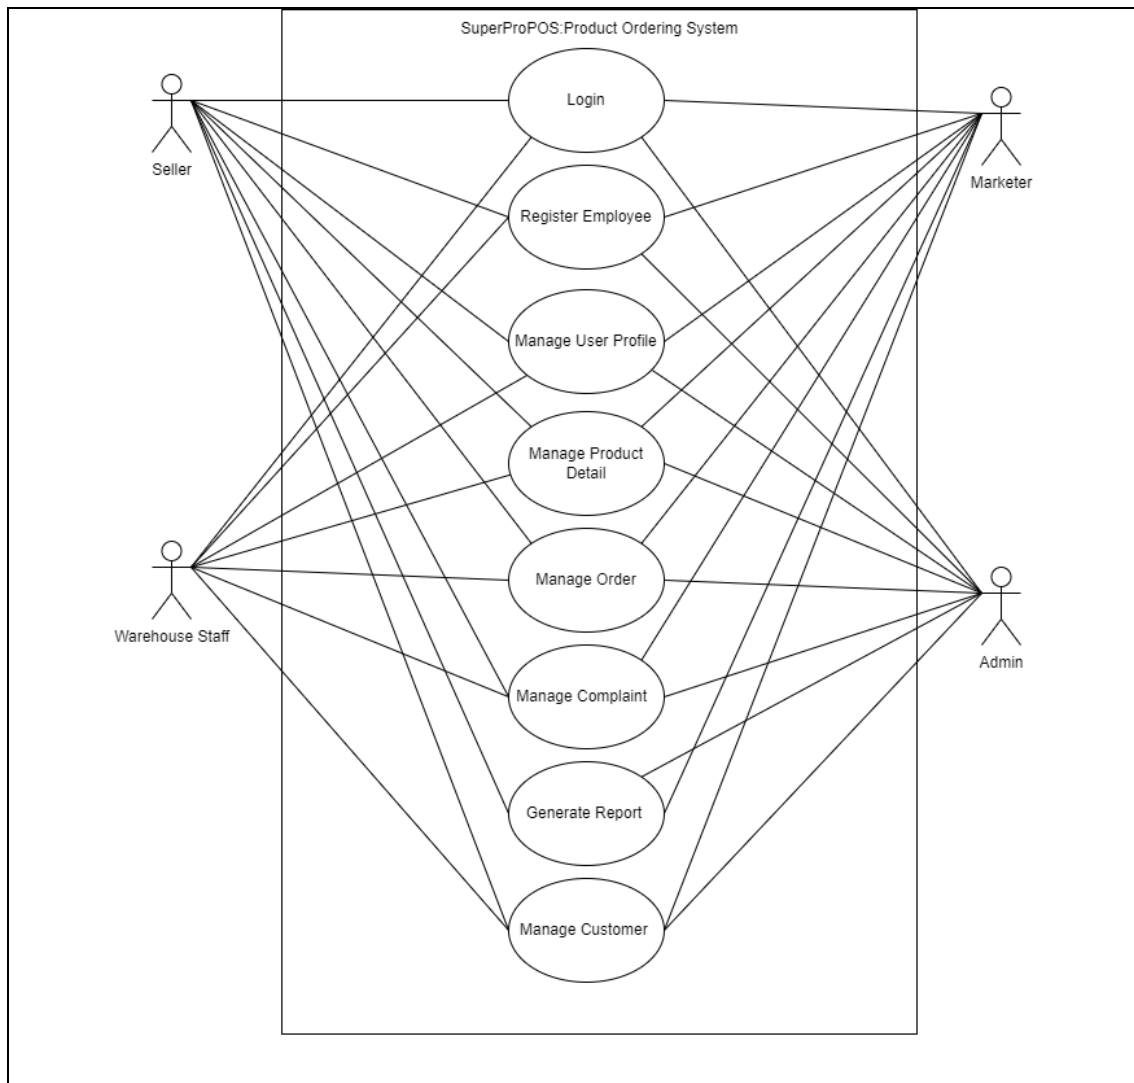 SuperProPOS:Product Ordering System
Login
Seller
Marketer
Register Employee
Manage User Profile
Manage Product
Detail
Manage Order
Warehouse Staff
Admin
Manage Complaint
Generate Report
Manage Customer